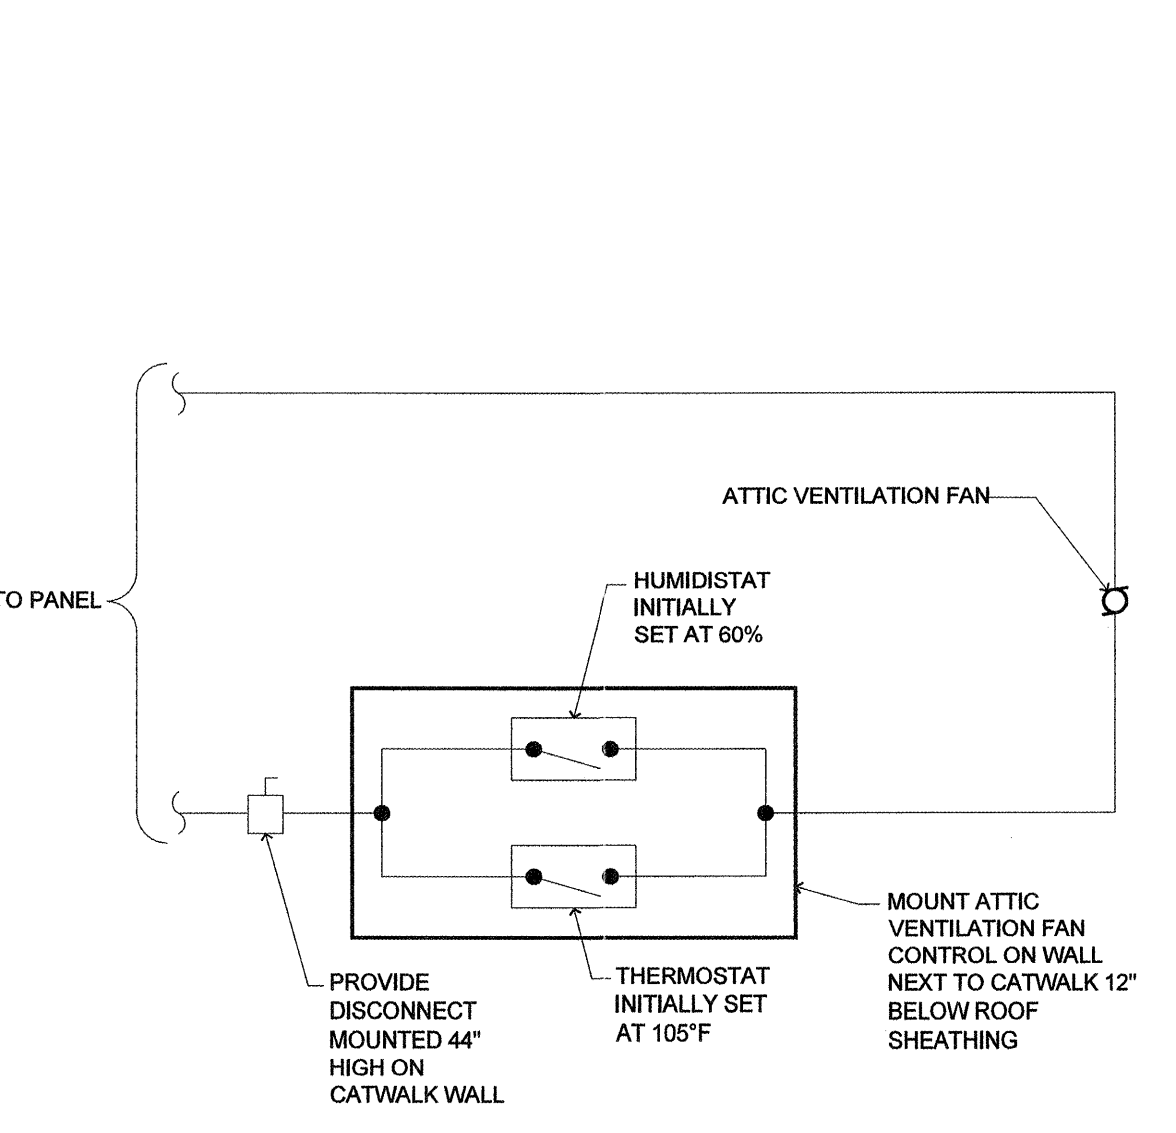 ATTIC VENTILATION FAN
TO PANEL
HUMIDISTAT
INITIALLY
SET AT 60%
MOUNT ATTIC
VENTILATION FAN
CONTROL ON WALL
NEXT TO CATWALK 12"
BELOW ROOF
SHEATHING
THERMOSTAT
INITIALLY SET
AT 105°F
PROVIDE
DISCONNECT
MOUNTED 44"
HIGH ON
CATWALK WALL